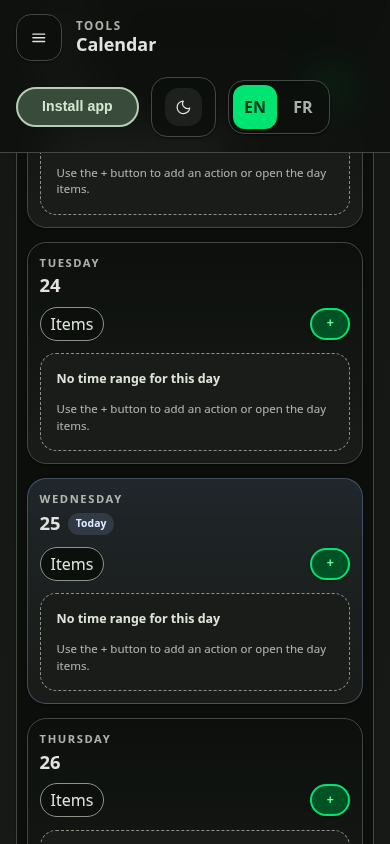 TOOLS
Calendar
Install app
EN
FR
Use the + button to add an action or open the day
items.
TUESDAY
24
Items
+
No time range for this day
Use the + button to add an action or open the day
items.
WEDNESDAY
25
Today
Items
+
No time range for this day
Use the + button to add an action or open the day
items.
THURSDAY
26
Items
+